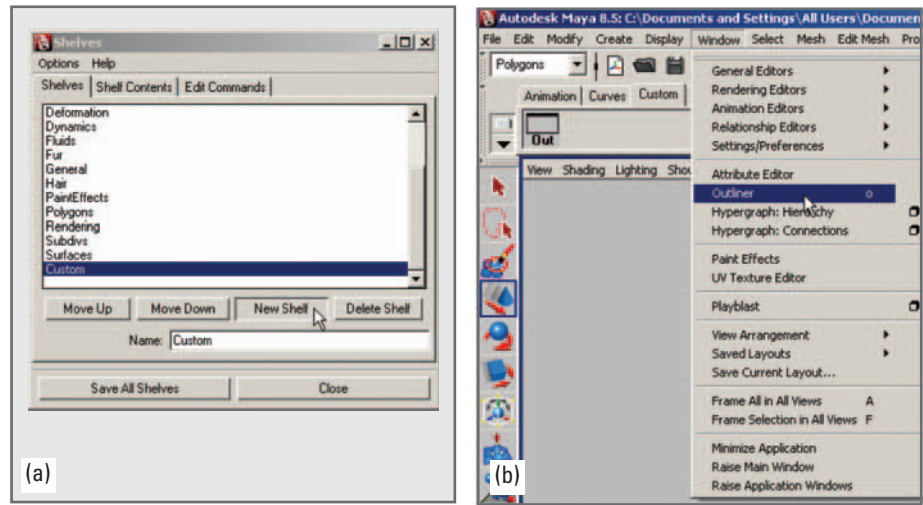 Shelves
Options Help
Shelves Shelf Contents Edit Commands
Deformation
Dynamics
Fluids
Fur
General
Hair
PaintEffects
Polygons
Rendering
Subdivs
Surfaces
Custom
Move Up Move Down New Shelf Delete Shelf
Name: Custom
Save All Shelves Close
(a)
Autodesk Maya 8.5: C:\Documents and Settings\All Users\Documen
File Edit Modify Create Display Window Select Mesh Edit Mesh Pro
Polygons
Animation Curves Custom
Out
View Shading Lighting Sho
General Editors
Rendering Editors
Animation Editors
Relationship Editors
Settings/Preferences
Attribute Editor
Outliner o
Hypergraph: Hierarchy
Hypergraph: Connections
Paint Effects
UV Texture Editor
Playblast
View Arrangement
Saved Layouts
Save Current Layout...
Frame All in All Views A
Frame Selection in All Views F
Minimize Application
Raise Main Window
Raise Application Windows
(b)